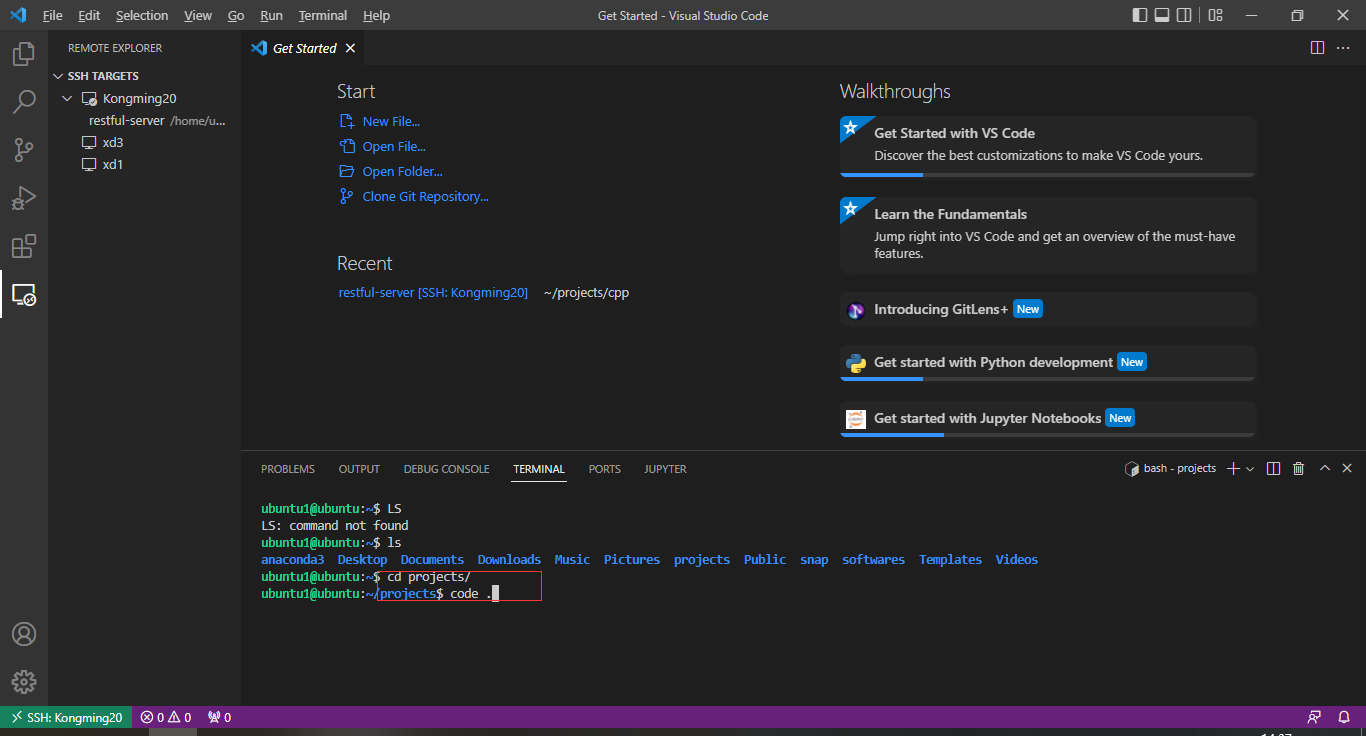 File Edit Selection View Go Run Terminal Help
Get Started - Visual Studio Code
REMOTE EXPLORER
SSH TARGETS
Kongming20
restful-server /home/u...
xd3
xd1
Get Started
Start
New File...
Open File...
Open Folder...
Clone Git Repository...
Recent
restful-server [SSH: Kongming20] ~/projects/cpp
Walkthroughs
Get Started with VS Code
Discover the best customizations to make VS Code yours.
Learn the Fundamentals
Jump right into VS Code and get an overview of the must-have
features.
Introducing GitLens+ New
Get started with Python development New
Get started with Jupyter Notebooks New
PROBLEMS OUTPUT DEBUG CONSOLE TERMINAL PORTS JUPYTER
bash - projects
ubuntu1@ubuntu:~$ LS
LS: command not found
ubuntu1@ubuntu:~$ ls
anaconda3 Desktop Documents Downloads Music Pictures projects Public snap softwares Templates Videos
ubuntu1@ubuntu:~$ cd projects/
ubuntu1@ubuntu:~/projects$ code .
SSH: Kongming20 0 0 0